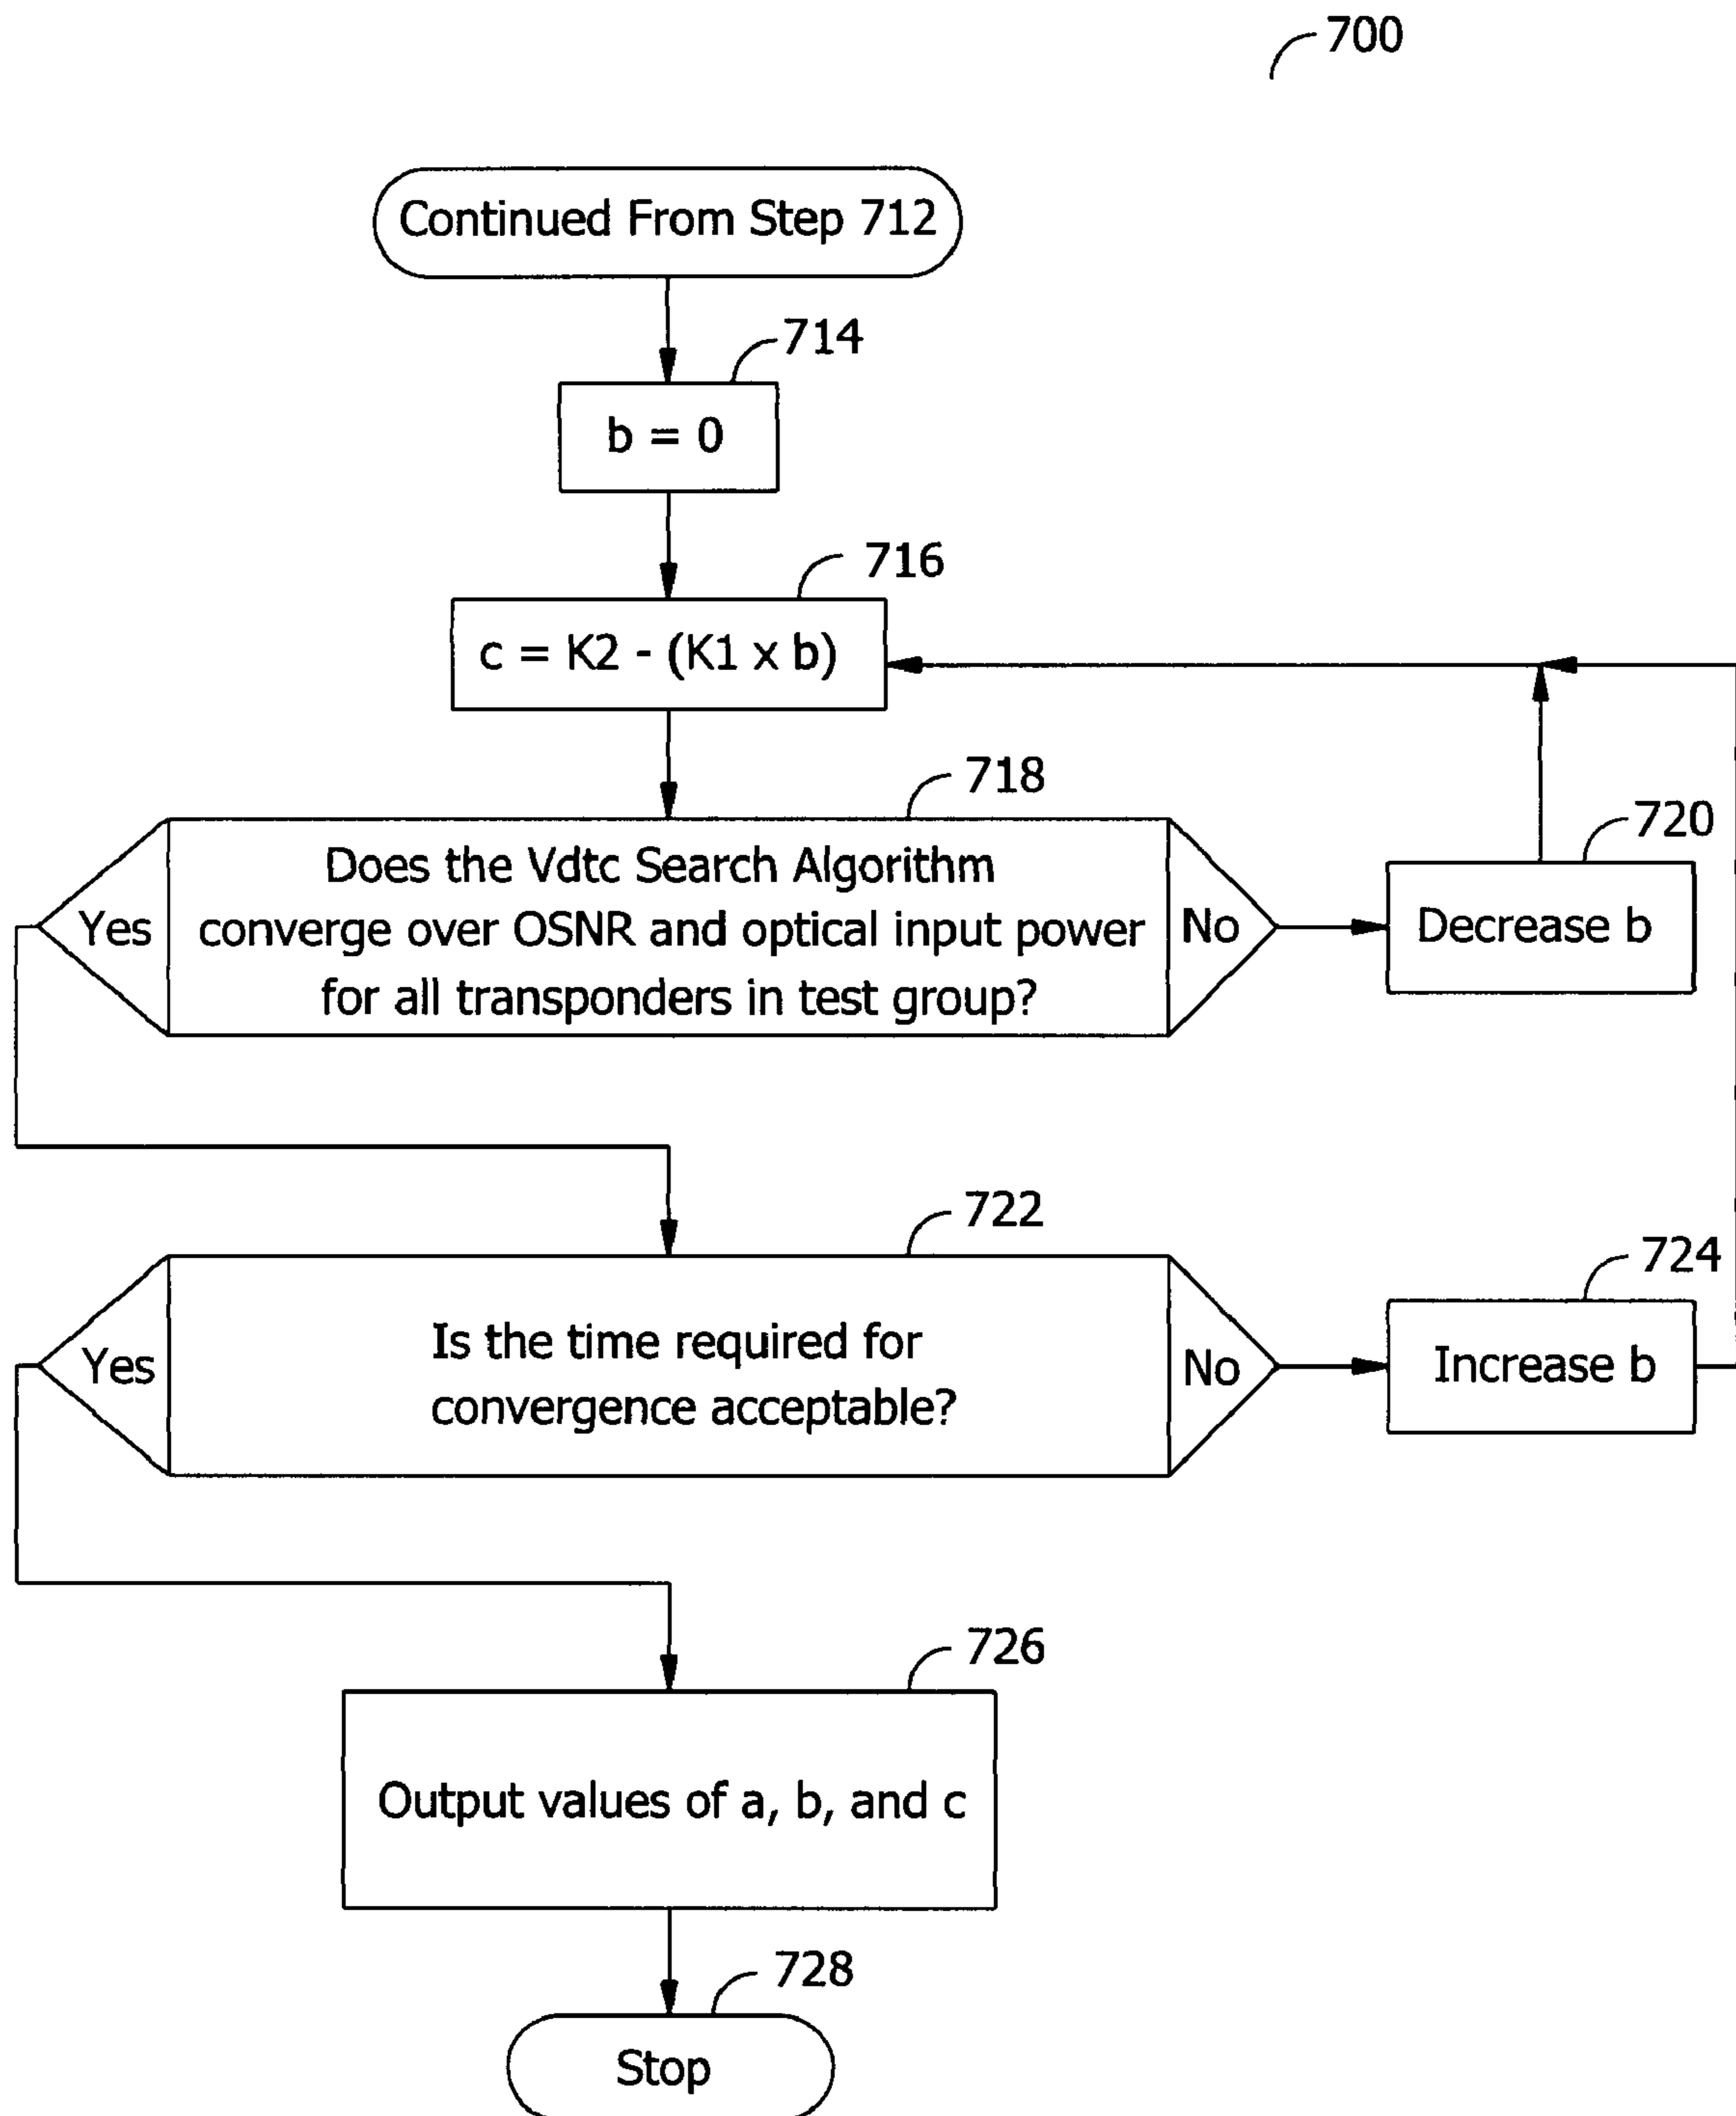 700
Continued From Step 712
714
b = 0
716
c = K2 - (K1 x b)
718
Does the Vdtc Search Algorithm
converge over OSNR and optical input power
for all transponders in test group?
Yes
No
720
Decrease b
722
Is the time required for
convergence acceptable?
Yes
No
724
Increase b
726
Output values of a, b, and c
728
Stop